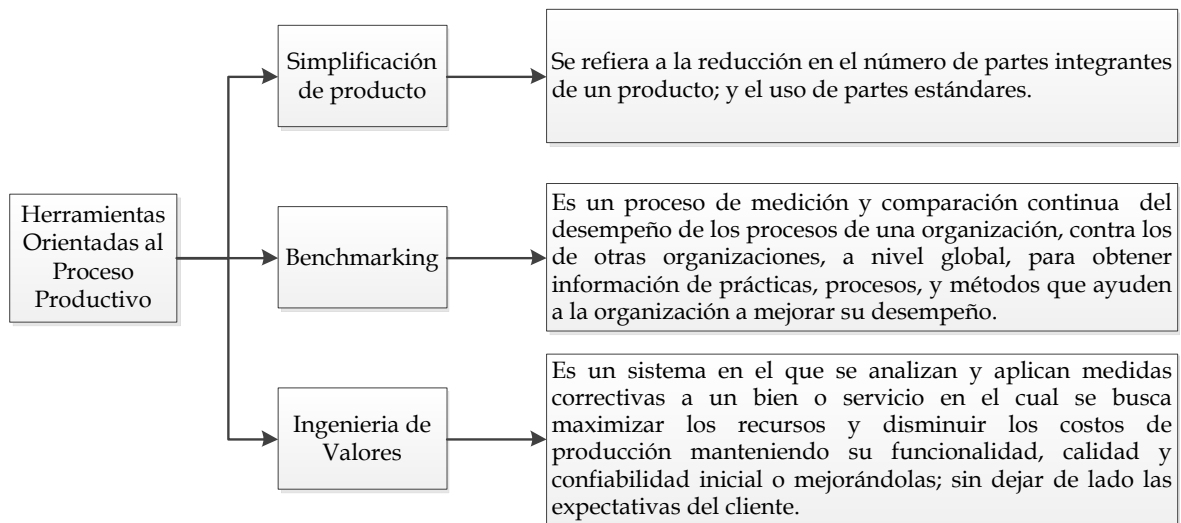 Herramientas
Orientadas al
Proceso
Productivo
Simplificación
de producto
Se refiera a la reducción en el número de partes integrantes
de un producto; y el uso de partes estándares.
Benchmarking
Es un proceso de medición y comparación continua del
desempeño de los procesos de una organización, contra los
de otras organizaciones, a nivel global, para obtener
información de prácticas, procesos, y métodos que ayuden
a la organización a mejorar su desempeño.
Ingenieria de
Valores
Es un sistema en el que se analizan y aplican medidas
correctivas a un bien o servicio en el cual se busca
maximizar los recursos y disminuir los costos de
producción manteniendo su funcionalidad, calidad y
confiabilidad inicial o mejorándolas; sin dejar de lado las
expectativas del cliente.